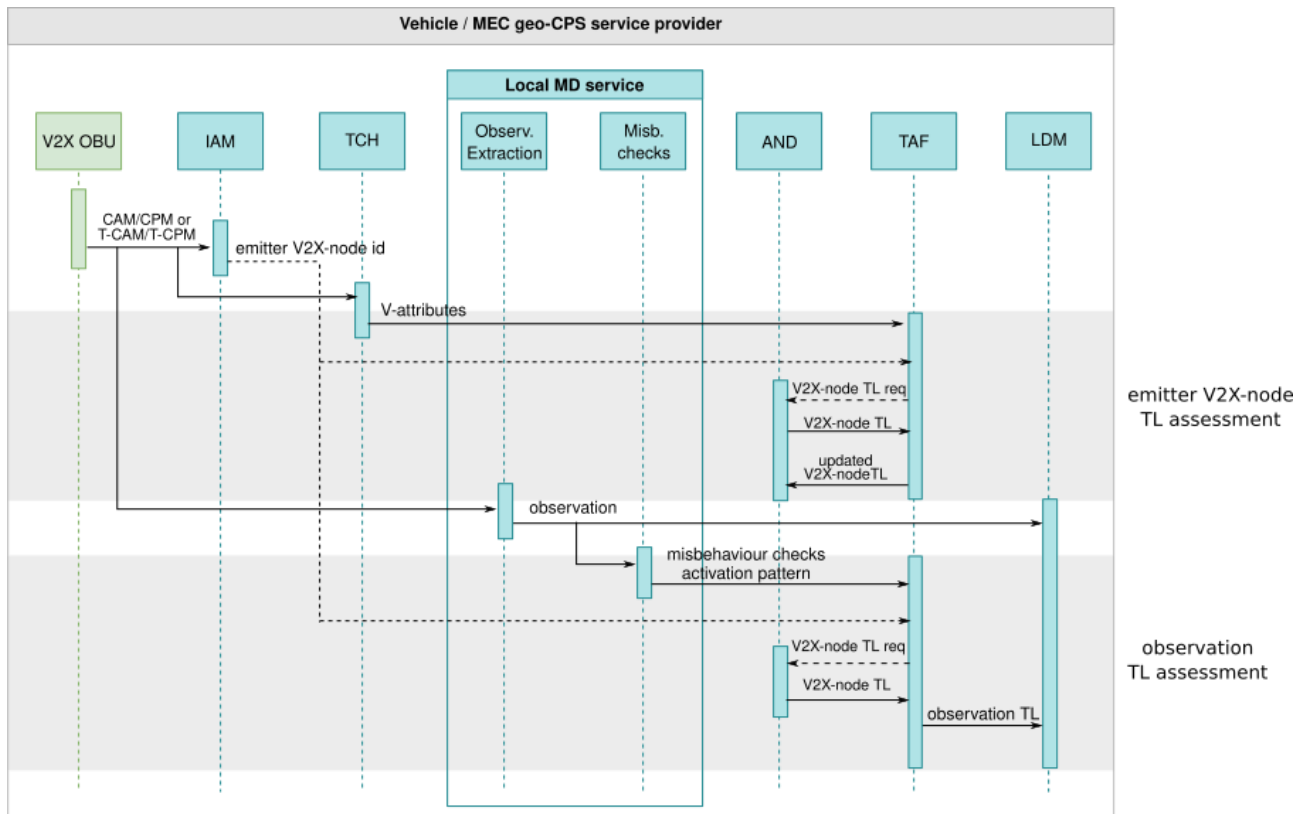 Vehicle / MEC geo-CPS service provider
Local MD service
V2X OBU
IAM
TCH
Observ.
Extraction
Misb.
checks
AND
TAF
LDM
CAM/CPM or
T-CAM/T-CPM
emitter V2X-node id
V-attributes
V2X-node TL req
V2X-node TL
updated
V2X-nodeTL
emitter V2X-node
TL assessment
observation
misbehaviour checks
activation pattern
V2X-node TL req
V2X-node TL
observation TL
observation
TL assessment